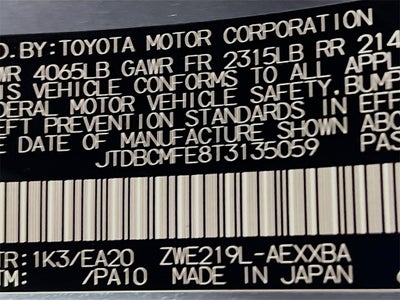 D.BY:TOYOTA MOTOR CORPORATION
WR 4065LB GAWR FR 2315LB RR 214
IS VEHICLE CONFORMS TO ALL APPL
DERAL MOTOR VEHICLE SAFETY, BUMP
EFT PREVENTION STANDARDS IN EFF
E DATE OF MANUFACTURE SHOWN ABO
JTDBCMFE8T3135059 PAS
TR: 1K3/EA20 ZWE219L-AEXXBA
TM: /PA10 MADE IN JAPAN